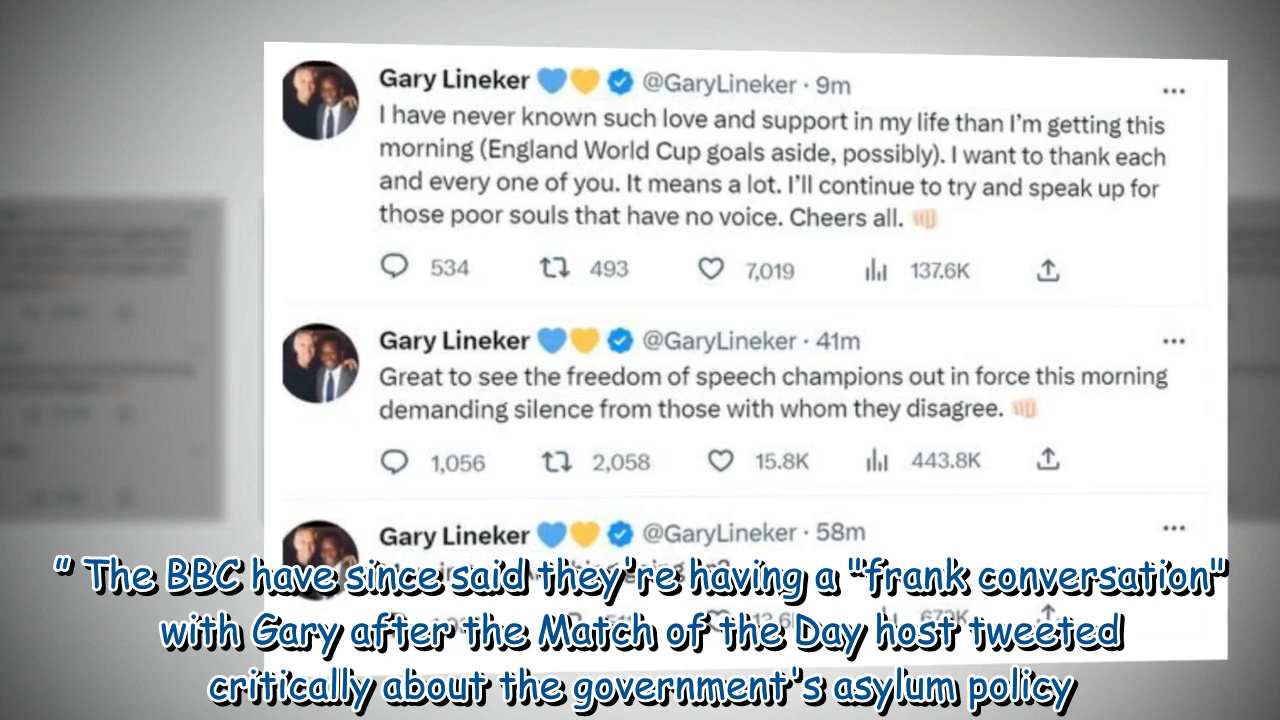 Gary Lineker 💙💛 @GaryLineker · 9m
I have never known such love and support in my life than I'm getting this
morning (England World Cup goals aside, possibly). I want to thank each
and every one of you. It means a lot. I'll continue to try and speak up for
those poor souls that have no voice. Cheers all. 👊🏻
534 493 7,019 137.6K
Gary Lineker 💙💛 @GaryLineker · 41m
Great to see the freedom of speech champions out in force this morning
demanding silence from those with whom they disagree. 👊🏻
1,056 2,058 15.8K 443.8K
Gary Lineker 💙💛 @GaryLineker · 58m
" The BBC have since said they're having a "frank conversation"
with Gary after the Match of the Day host tweeted
critically about the government's asylum policy